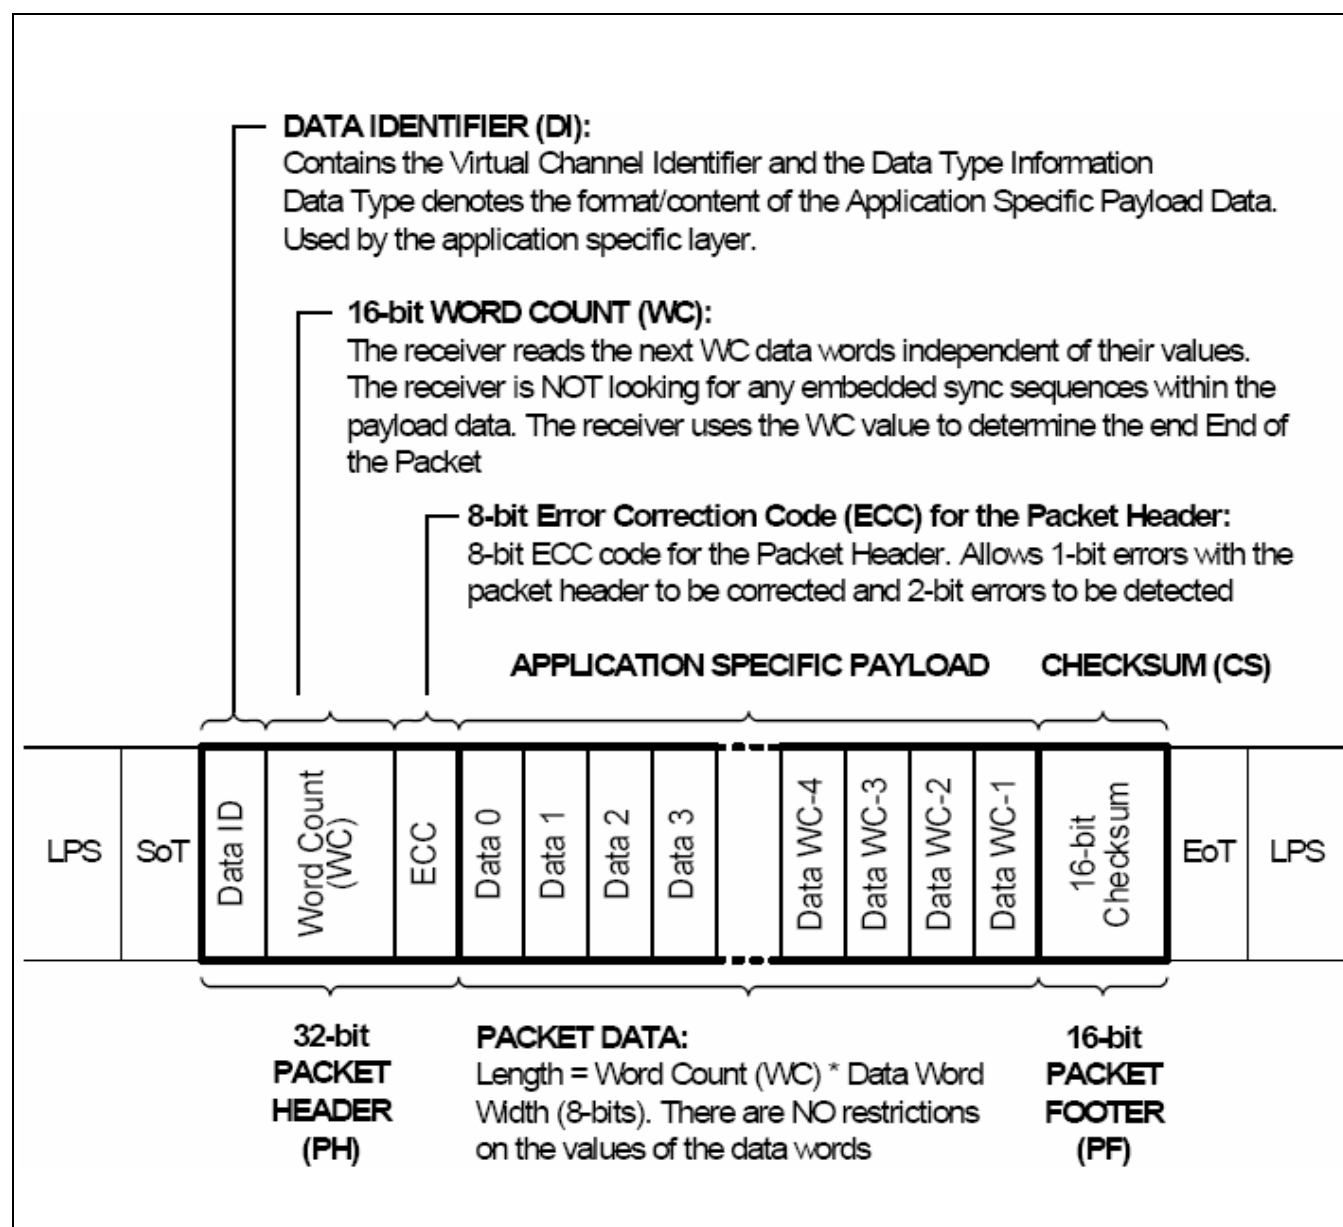 DATA IDENTIFIER (DI):
Contains the Virtual Channel Identifier and the Data Type Information
Data Type denotes the format/content of the Application Specific Payload Data.
Used by the application specific layer.
16-bit WORD COUNT (WC):
The receiver reads the next WC data words independent of their values.
The receiver is NOT looking for any embedded sync sequences within the
payload data. The receiver uses the WC value to determine the end End of
the Packet
8-bit Error Correction Code (ECC) for the Packet Header:
8-bit ECC code for the Packet Header. Allows 1-bit errors with the
packet header to be corrected and 2-bit errors to be detected
APPLICATION SPECIFIC PAYLOAD
CHECKSUM (CS)
LPS
SoT
Data ID
Word Count
(WC)
ECC
Data 0
Data 1
Data 2
Data 3
Data WC-4
Data WC-3
Data WC-2
Data WC-1
16-bit
Checksum
EoT
LPS
32-bit
PACKET
HEADER
(PH)
PACKET DATA:
Length = Word Count (WC) * Data Word
Width (8-bits). There are NO restrictions
on the values of the data words
16-bit
PACKET
FOOTER
(PF)